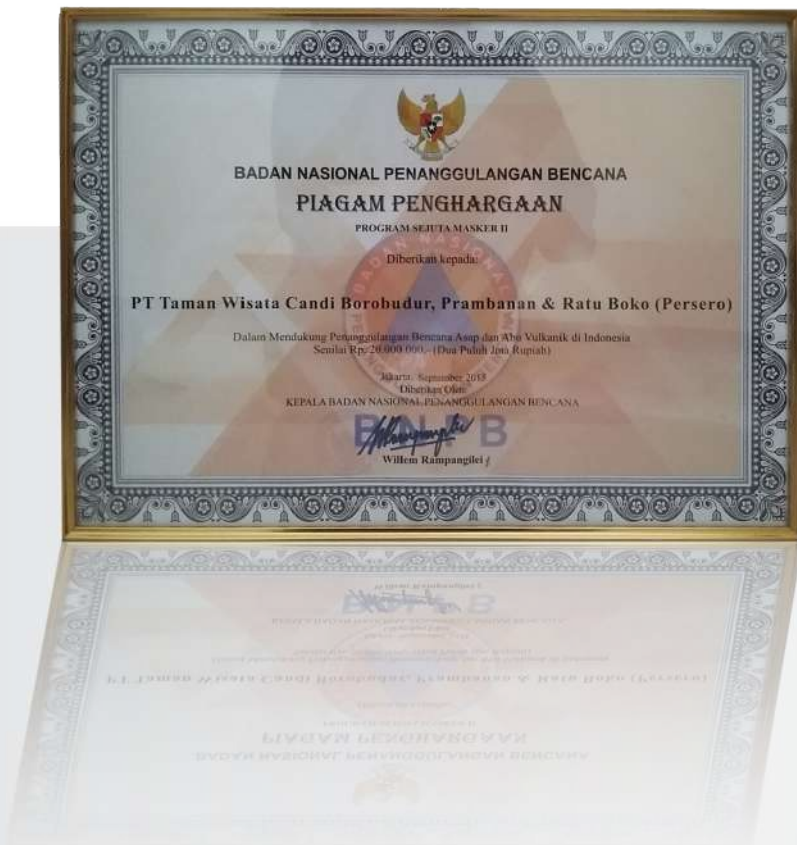 BADAN NASIONAL PENANGGULANGAN BENCANA
PIAGAM PENGHARGAAN
PROGRAM SEJUTA MASKER II
Diberikan kepada:
PT Taman Wisata Candi Borobudur, Prambanan & Ratu Boko (Persero)
Dalam Mendukung Penanggulangan Bencana Asap dan Abu Vulkanik di Indonesia
Senilai Rp. 20.000.000,- (Dua Puluh Juta Rupiah)
Jakarta, September 2015
Diberikan Oleh:
KEPALA BADAN NASIONAL PENANGGULANGAN BENCANA
BNPB
Willem Rampangilei